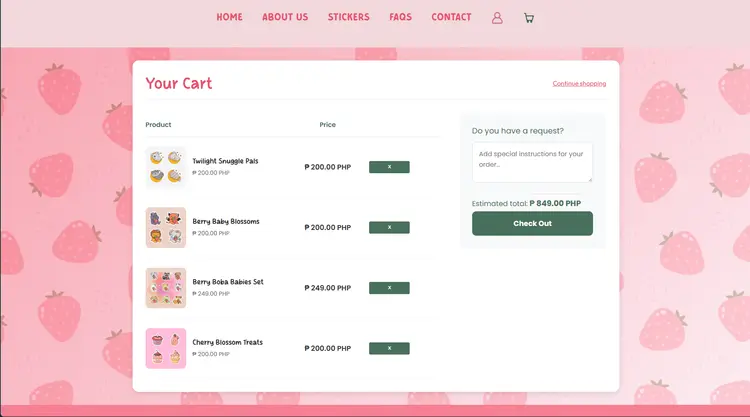 HOME ABOUT US STICKERS FAQS CONTACT
Your Cart
Continue shopping
Product Price
Twilight Snuggle Pals
₱ 200.00 PHP
₱ 200.00 PHP
X
Berry Baby Blossoms
₱ 200.00 PHP
₱ 200.00 PHP
X
Berry Boba Babies Set
₱ 249.00 PHP
₱ 249.00 PHP
X
Cherry Blossom Treats
₱ 200.00 PHP
₱ 200.00 PHP
X
Do you have a request?
Add special instructions for your
order...
Estimated total: ₱ 849.00 PHP
Check Out